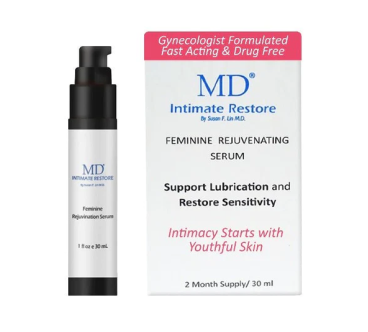 MD®
INTIMATE RESTORE
Feminine
Rejuvination Serum
1 fl oz e 30 mL
Gynecologist Formulated
Fast Acting & Drug Free
MD®
Intimate Restore
By Susan F. Lin M.D.
FEMININE REJUVENATING
SERUM
Support Lubrication and
Restore Sensitivity
Intimacy Starts with
Youthful Skin
2 Month Supply/ 30 ml